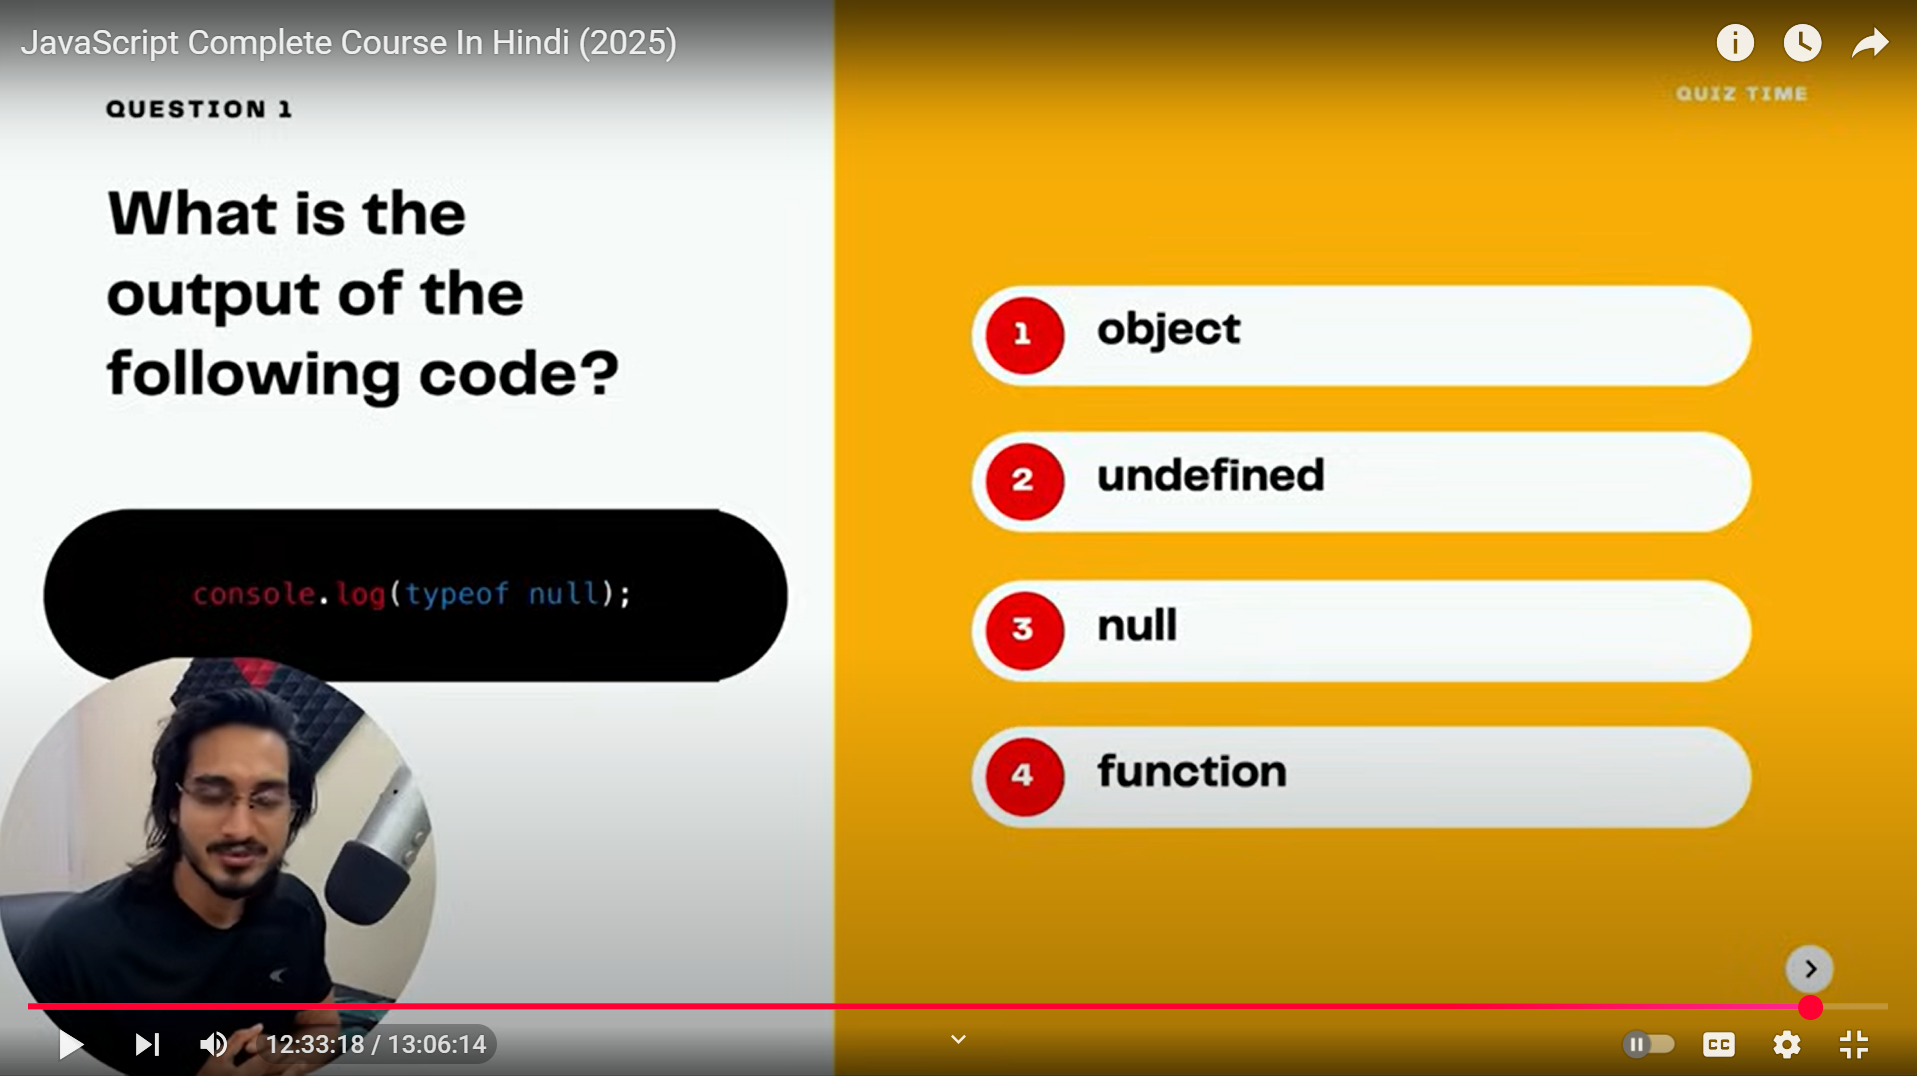 JavaScript Complete Course In Hindi (2025)
QUESTION 1
QUIZ TIME
What is the
output of the
following code?
console.log(typeof null);
1 object
2 undefined
3 null
4 function
12:33:18 / 13:06:14
CC